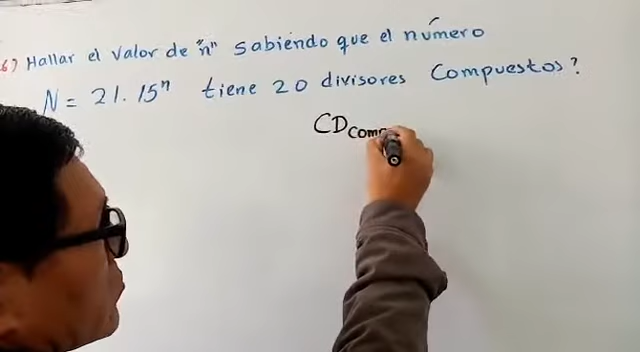 6) Hallar el valor de "n" sabiendo que el número
N = 21. 15ⁿ tiene 20 divisores Compuestos?
CD